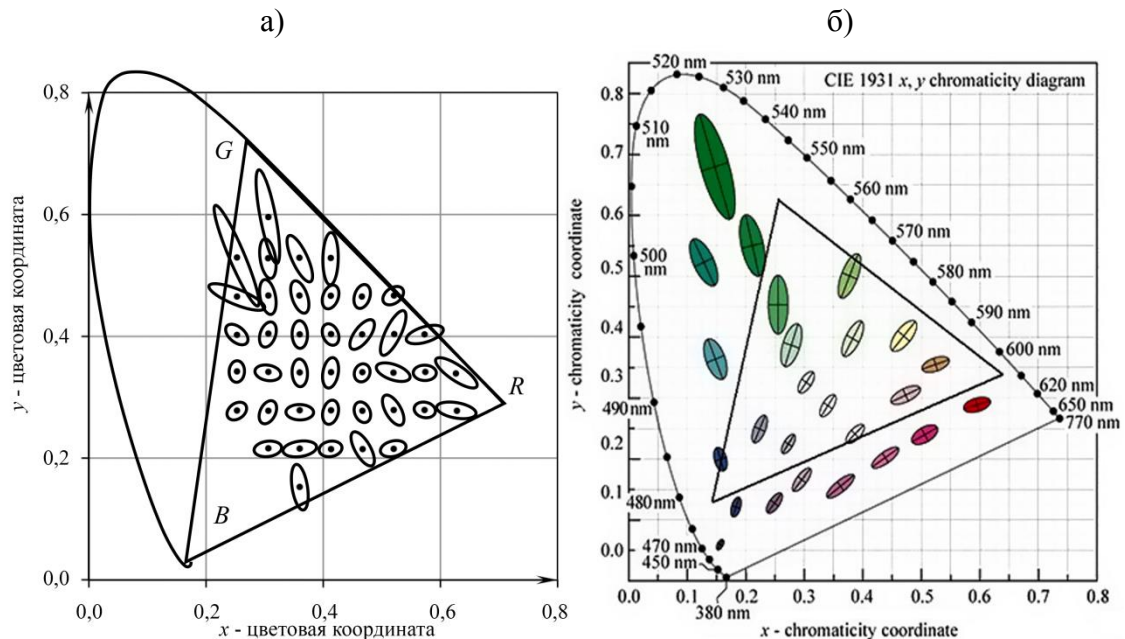 а)
б)
0,8
0,6
0,4
0,2
0,0
y - цветовая координата
G
R
B
0,0
0,2
0,4
0,6
0,8
x - цветовая координата
CIE 1931 x, y chromaticity diagram
520 nm
530 nm
540 nm
550 nm
560 nm
570 nm
580 nm
590 nm
600 nm
620 nm
650 nm
770 nm
510
nm
500
nm
490nm
480nm
470 nm
450 nm
380 nm
0.8
0.7
0.6
0.5
0.4
0.3
0.2
0.1
0.0
y - chromaticity coordinate
0.0
0.1
0.2
0.3
0.4
0.5
0.6
0.7
0.8
x - chromaticity coordinate